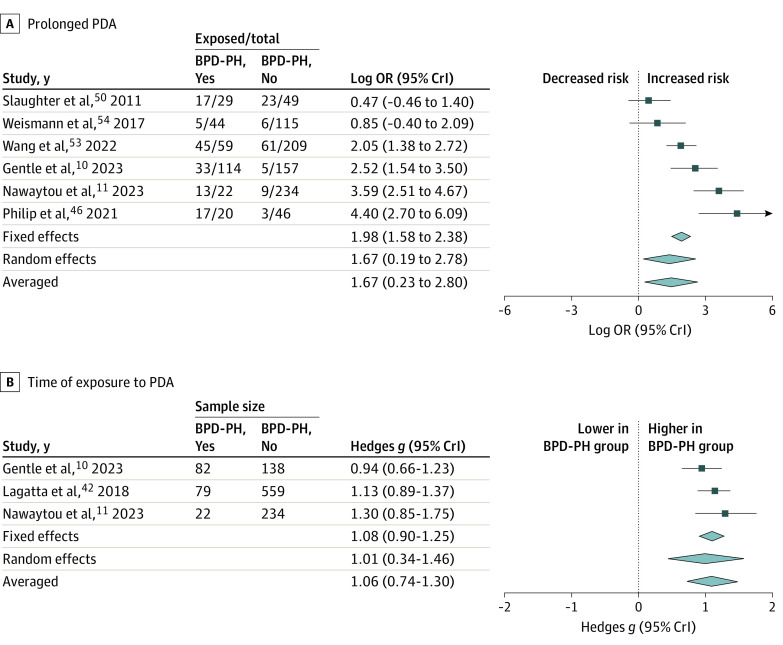 A Prolonged PDA
Exposed/total
BPD-PH, Yes BPD-PH, No
Study, y Log OR (95% CrI) Decreased risk Increased risk
Slaughter et al,50 2011 17/29 23/49 0.47 (-0.46 to 1.40)
Weismann et al,54 2017 5/44 6/115 0.85 (-0.40 to 2.09)
Wang et al,53 2022 45/59 61/209 2.05 (1.38 to 2.72)
Gentle et al,10 2023 33/114 5/157 2.52 (1.54 to 3.50)
Nawaytou et al,11 2023 13/22 9/234 3.59 (2.51 to 4.67)
Philip et al,46 2021 17/20 3/46 4.40 (2.70 to 6.09)
Fixed effects 1.98 (1.58 to 2.38)
Random effects 1.67 (0.19 to 2.78)
Averaged 1.67 (0.23 to 2.80)
-6 -3 0 3 6
Log OR (95% CrI)
B Time of exposure to PDA
Sample size
BPD-PH, Yes BPD-PH, No
Study, y Hedges g (95% CrI) Lower in BPD-PH group Higher in BPD-PH group
Gentle et al,10 2023 82 138 0.94 (0.66-1.23)
Lagatta et al,42 2018 79 559 1.13 (0.89-1.37)
Nawaytou et al,11 2023 22 234 1.30 (0.85-1.75)
Fixed effects 1.08 (0.90-1.25)
Random effects 1.01 (0.34-1.46)
Averaged 1.06 (0.74-1.30)
-2 -1 0 1 2
Hedges g (95% CrI)